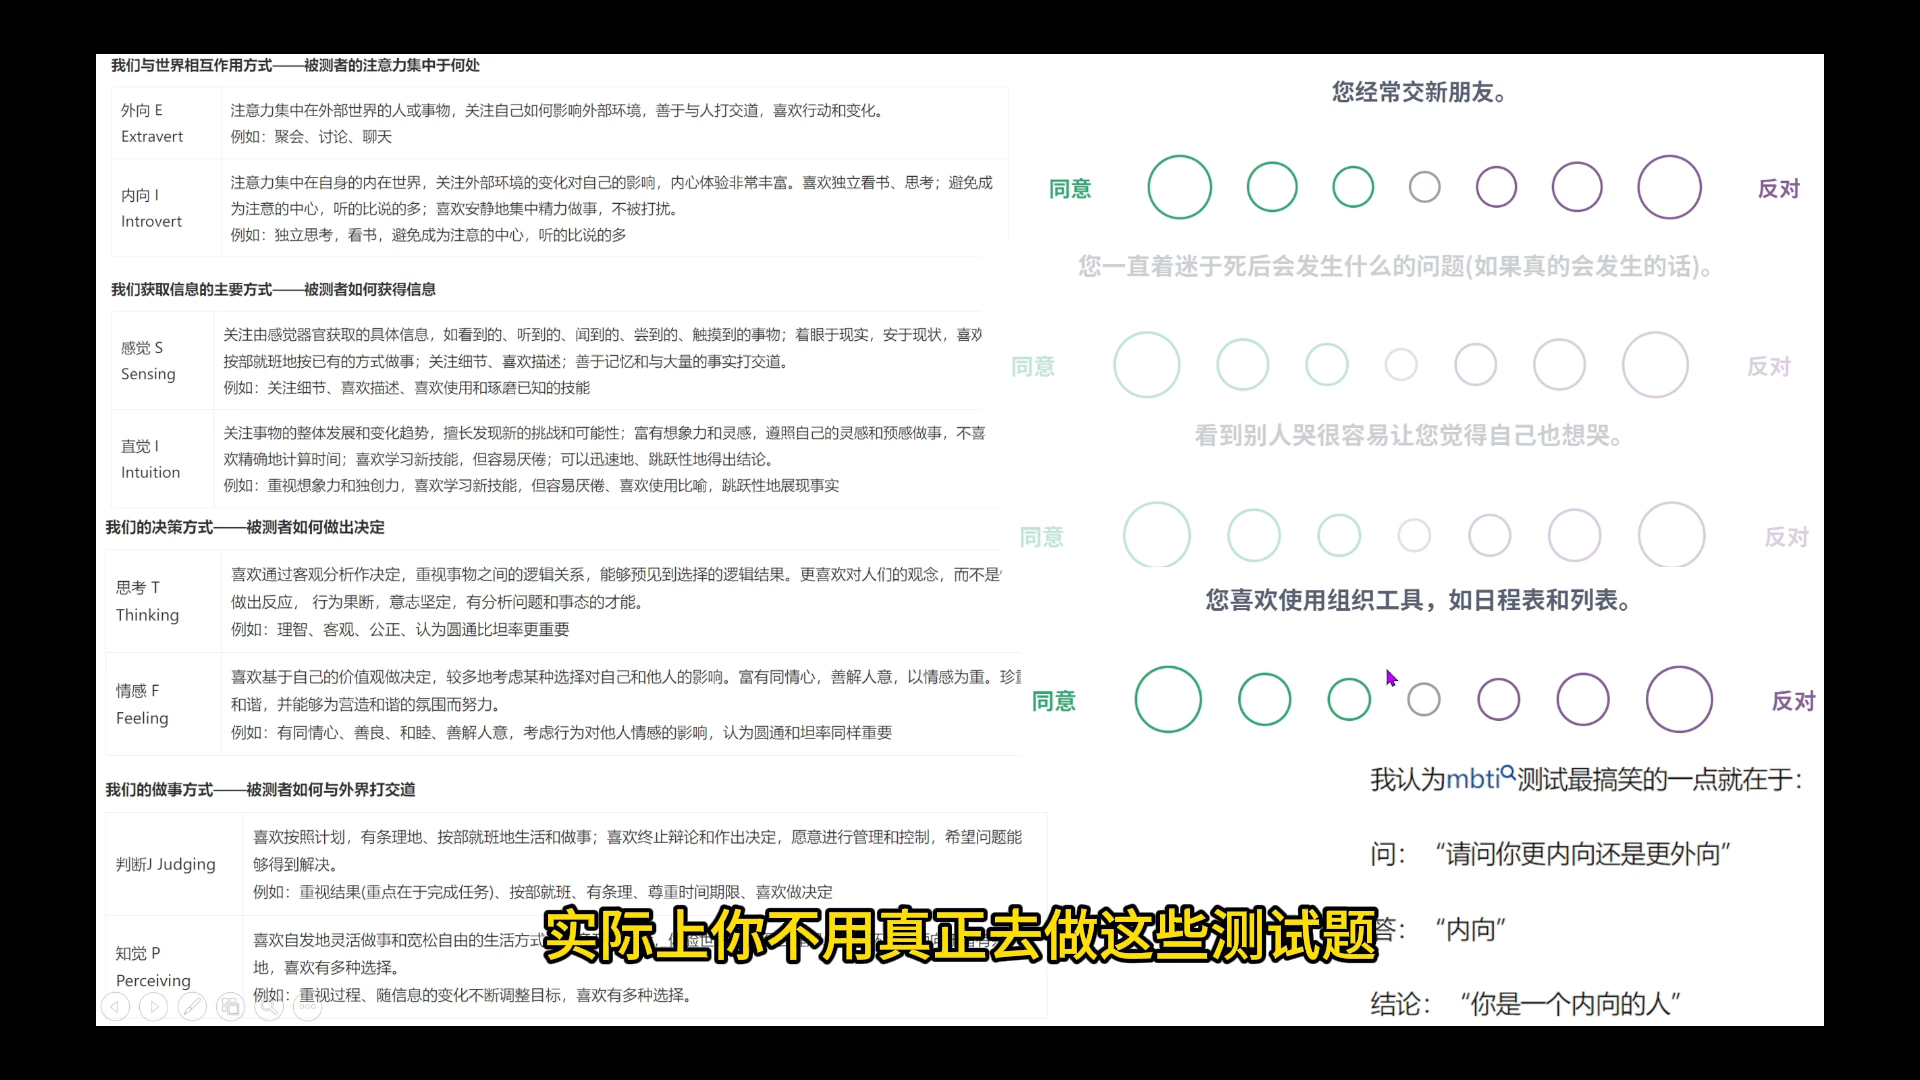 我们与世界相互作用方式——被测者的注意力集中于何处
外向 E
Extravert
注意力集中在外部世界的人或事物，关注自己如何影响外部环境，善于与人打交道，喜欢行动和变化。
例如：聚会、讨论、聊天
内向 I
Introvert
注意力集中在自身的内在世界，关注外部环境的变化对自己的影响，内心体验非常丰富。喜欢独立看书、思考；避免成
为注意的中心，听的比说的多；喜欢安静地集中精力做事，不被打扰。
例如：独立思考，看书，避免成为注意的中心，听的比说的多
我们获取信息的主要方式——被测者如何获得信息
感觉 S
Sensing
关注由感觉器官获取的具体信息，如看到的、听到的、闻到的、尝到的、触摸到的事物；着眼于现实，安于现状，喜欢
按部就班地按已有的方式做事；关注细节、喜欢描述；善于记忆和与大量的事实打交道。
例如：关注细节、喜欢描述、喜欢使用和琢磨已知的技能
直觉 I
Intuition
关注事物的整体发展和变化趋势，擅长发现新的挑战和可能性；富有想象力和灵感，遵照自己的灵感和预感做事，不喜
欢精确地计算时间；喜欢学习新技能，但容易厌倦；可以迅速地、跳跃性地得出结论。
例如：重视想象力和独创力，喜欢学习新技能，但容易厌倦、喜欢使用比喻，跳跃性地展现事实
我们的决策方式——被测者如何做出决定
思考 T
Thinking
喜欢通过客观分析作决定，重视事物之间的逻辑关系，能够预见到选择的逻辑结果。更喜欢对人们的观念，而不是
做出反应， 行为果断，意志坚定，有分析问题和事态的才能。
例如：理智、客观、公正、认为圆通比坦率更重要
情感 F
Feeling
喜欢基于自己的价值观做决定，较多地考虑某种选择对自己和他人的影响。富有同情心，善解人意，以情感为重。珍
和谐，并能够为营造和谐的氛围而努力。
例如：有同情心、善良、和睦、善解人意，考虑行为对他人情感的影响，认为圆通和坦率同样重要
我们的做事方式——被测者如何与外界打交道
判断J Judging
喜欢按照计划，有条理地、按部就班地生活和做事；喜欢终止辩论和作出决定，愿意进行管理和控制，希望问题能
够得到解决。
例如：重视结果(重点在于完成任务)、按部就班、有条理、尊重时间期限、喜欢做决定
知觉 P
Perceiving
喜欢自发地灵活做事和宽松自由的生活方式
地，喜欢有多种选择。
例如：重视过程、随信息的变化不断调整目标，喜欢有多种选择。
您经常交新朋友。
同意 反对
您一直着迷于死后会发生什么的问题(如果真的会发生的话)。
同意 反对
看到别人哭很容易让您觉得自己也想哭。
同意 反对
您喜欢使用组织工具，如日程表和列表。
同意 反对
我认为mbti测试最搞笑的一点就在于：
问：“请问你更内向还是更外向”
答：“内向”
结论：“你是一个内向的人”
实际上你不用真正去做这些测试题